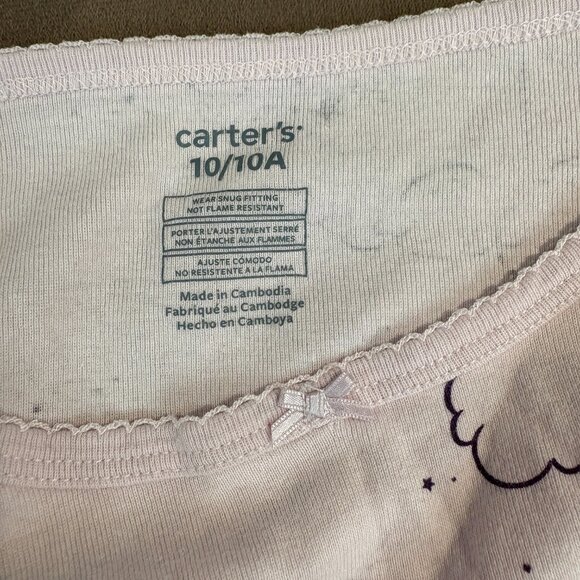 carter's
10/10A
WEAR SNUG FITTING
NOT FLAME RESISTANT
PORTER L'AJUSTEMENT SERRÉ
NON ÉTANCHE AUX FLAMMES
AJUSTE CÓMODO
NO RESISTENTE A LA FLAMA
Made in Cambodia
Fabriqué au Cambodge
Hecho en Camboya